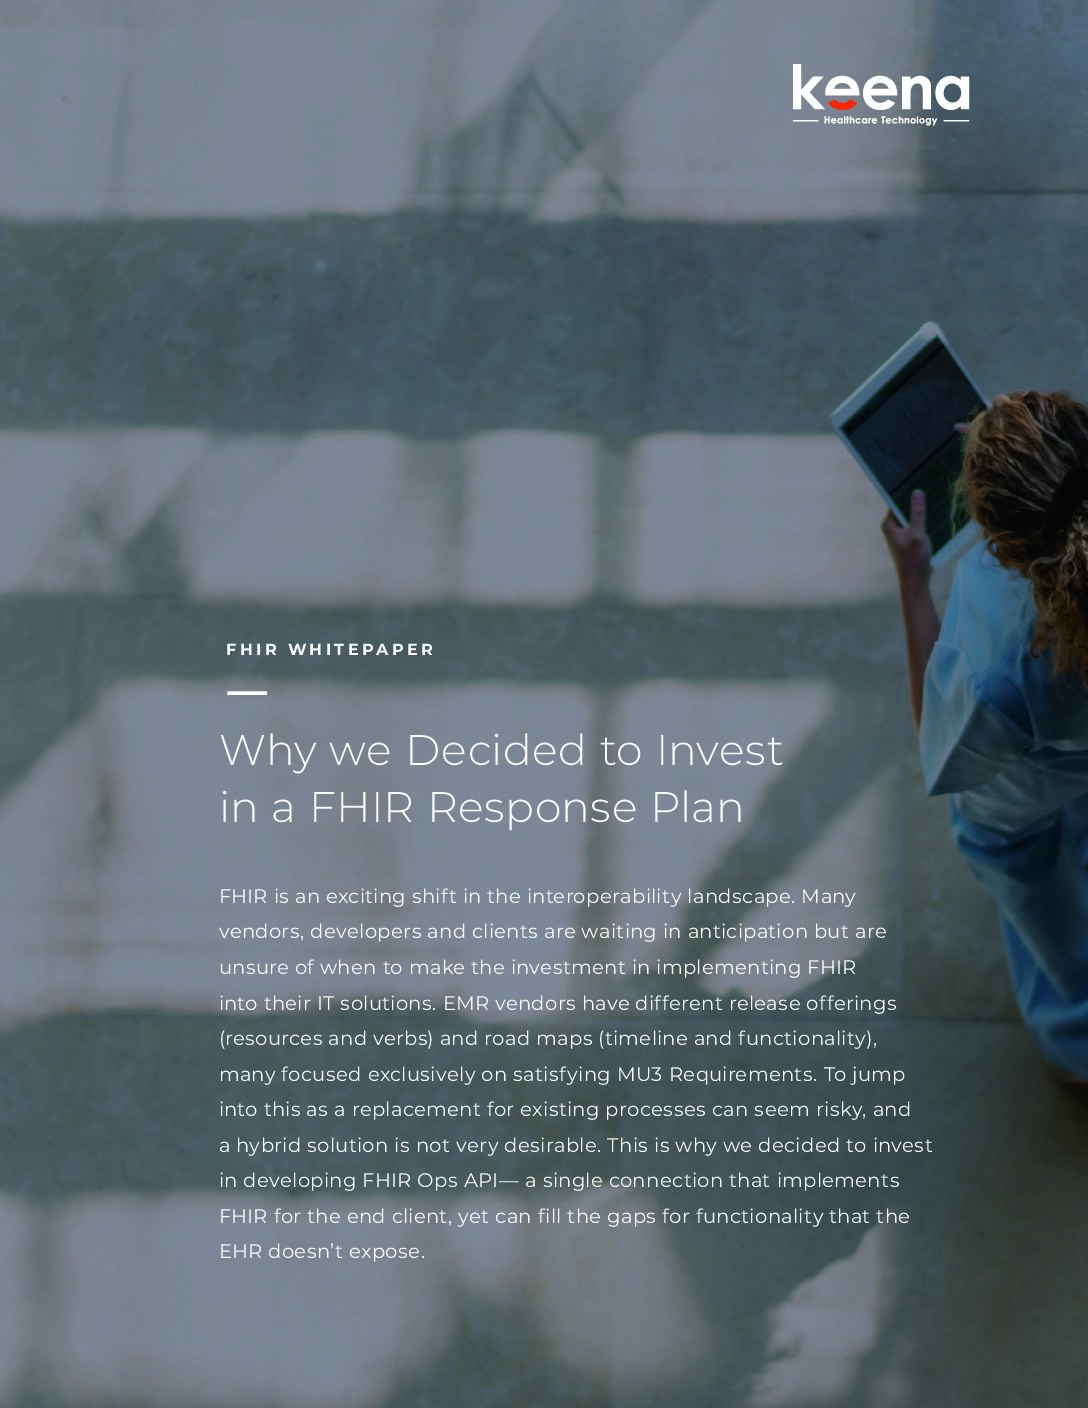 keena
Healthcare Technology
FHIR WHITEPAPER
Why we Decided to Invest
in a FHIR Response Plan
FHIR is an exciting shift in the interoperability landscape. Many
vendors, developers and clients are waiting in anticipation but are
unsure of when to make the investment in implementing FHIR
into their IT solutions. EMR vendors have different release offerings
(resources and verbs) and road maps (timeline and functionality),
many focused exclusively on satisfying MU3 Requirements. To jump
into this as a replacement for existing processes can seem risky, and
a hybrid solution is not very desirable. This is why we decided to invest
in developing FHIR Ops API— a single connection that implements
FHIR for the end client, yet can fill the gaps for functionality that the
EHR doesn’t expose.